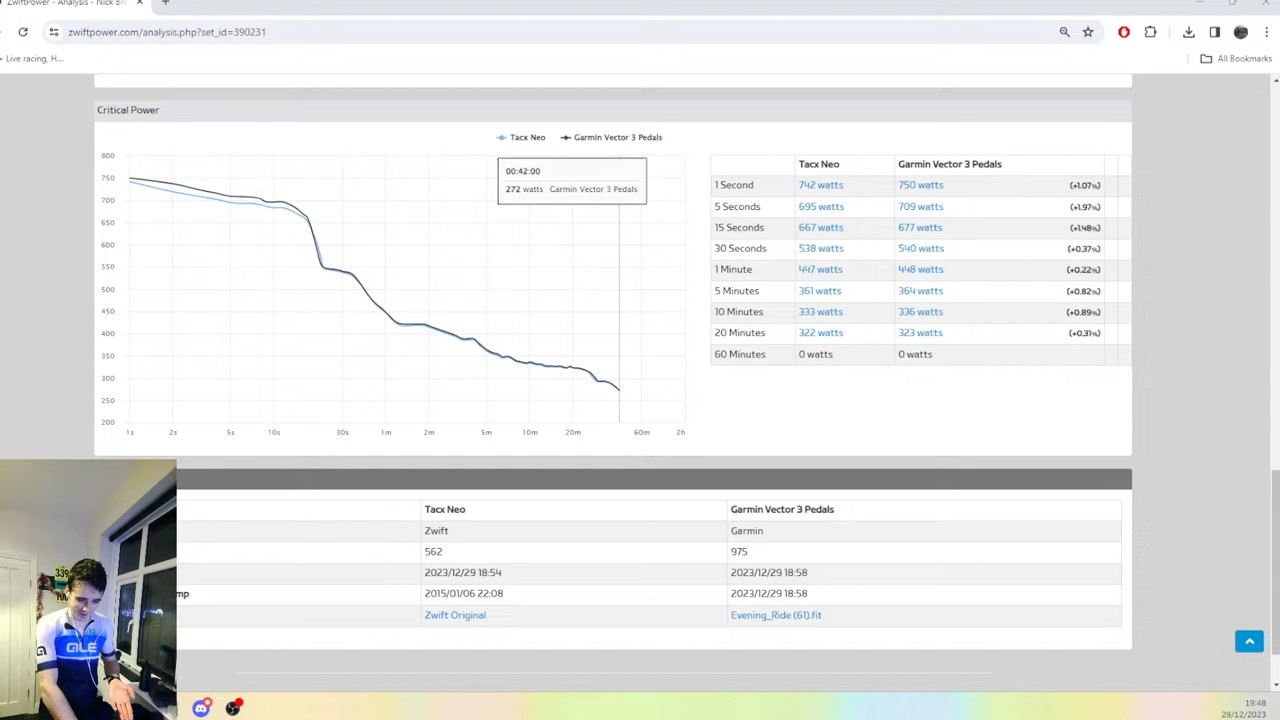 ZwiftPower - Analysis - Nick Br
zwiftpower.com/analysis.php?set_id=390231
Live racing, H...
All Bookmarks
Critical Power
Tacx Neo Garmin Vector 3 Pedals
800
750
700
650
600
550
500
450
400
350
300
250
200
1s 2s 5s 10s 30s 1m 2m 5m 10m 20m 60m 2h
00:42:00
272 watts Garmin Vector 3 Pedals
Tacx Neo Garmin Vector 3 Pedals
1 Second 742 watts 750 watts (+1.07%)
5 Seconds 695 watts 709 watts (+1.97%)
15 Seconds 667 watts 677 watts (+1.48%)
30 Seconds 538 watts 540 watts (+0.37%)
1 Minute 447 watts 448 watts (+0.22%)
5 Minutes 361 watts 364 watts (+0.82%)
10 Minutes 333 watts 336 watts (+0.89%)
20 Minutes 322 watts 323 watts (+0.31%)
60 Minutes 0 watts 0 watts
Tacx Neo Garmin Vector 3 Pedals
Zwift Garmin
562 975
2023/12/29 18:54 2023/12/29 18:58
mp 2015/01/06 22:08 2023/12/29 18:58
Zwift Original Evening_Ride (61).fit
339
ALE
19:48
29/12/2023